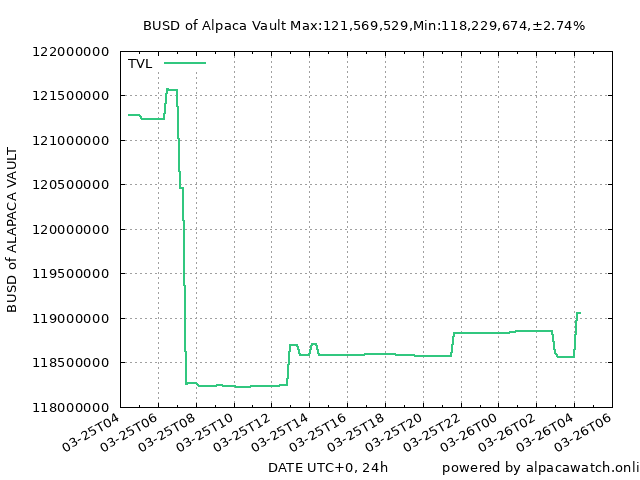 BUSD of Alpaca Vault Max:121,569,529,Min:118,229,674,±2.74%
TVL
122000000
121500000
121000000
120500000
120000000
119500000
119000000
118500000
118000000
BUSD of ALAPACA VAULT
03-25T04
03-25T06
03-25T08
03-25T10
03-25T12
03-25T14
03-25T16
03-25T18
03-25T20
03-25T22
03-26T00
03-26T02
03-26T04
03-26T06
DATE UTC+0, 24h
powered by alpacawatch.onli